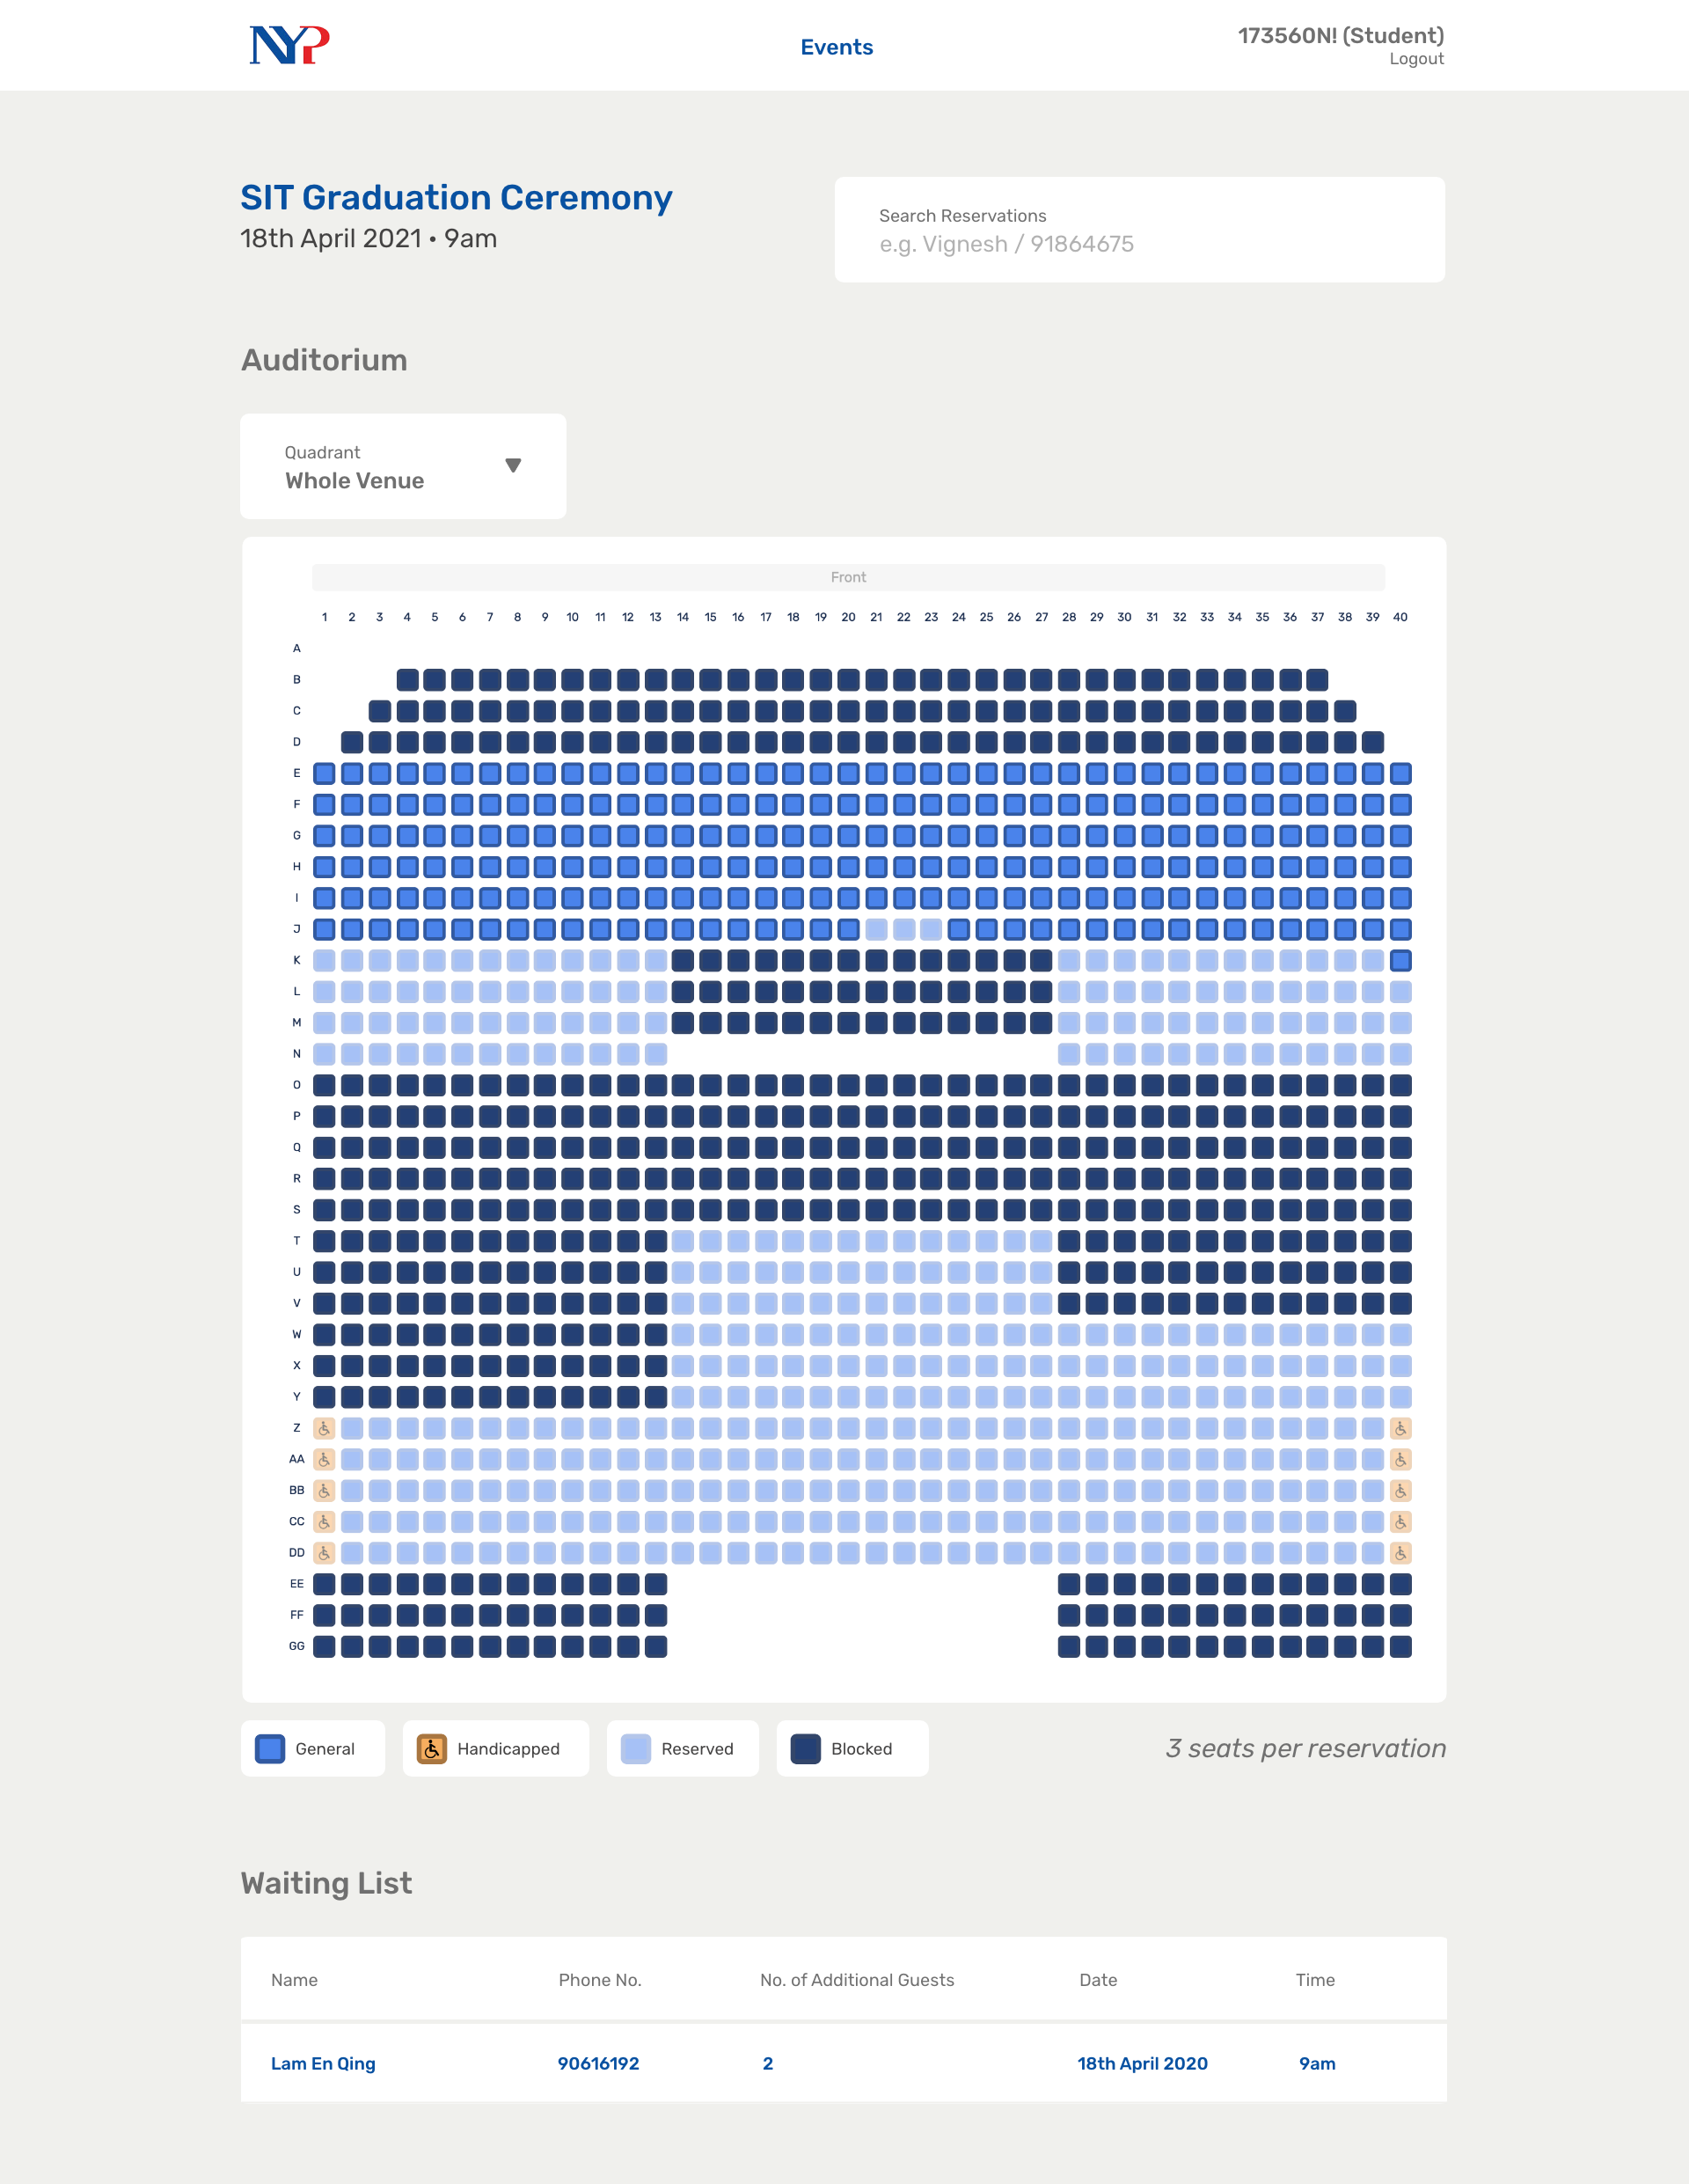 NYP
Events
173560N! (Student)
Logout
SIT Graduation Ceremony
18th April 2021 • 9am
Search Reservations
e.g. Vignesh / 91864675
Auditorium
Quadrant
Whole Venue
Front
1 2 3 4 5 6 7 8 9 10 11 12 13 14 15 16 17 18 19 20 21 22 23 24 25 26 27 28 29 30 31 32 33 34 35 36 37 38 39 40
A
B
C
D
E
F
G
H
I
J
K
L
M
N
O
P
Q
R
S
T
U
V
W
X
Y
Z
AA
BB
CC
DD
EE
FF
GG
General Handicapped Reserved Blocked 3 seats per reservation
Waiting List
Name Phone No. No. of Additional Guests Date Time
Lam En Qing 90616192 2 18th April 2020 9am